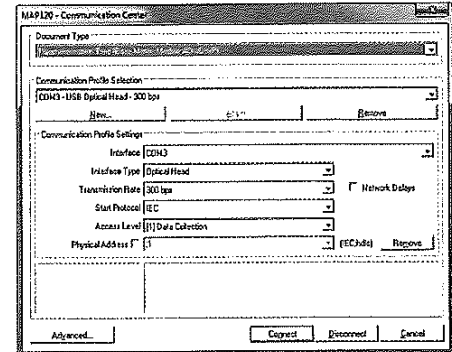 MAP120 - Communication Center
Document Type
Communication Profile Selection
COM3 - USB Optical Head - 300 bps
New...
Remove
Communication Profile Settings
Interface COM3
Interface Type Optical Head
Transmission Rate 300 bps Network Delays
Start Protocol IEC
Access Level [1] Data Collection
Physical Address 1 (IEC,hdlc) Remove
Advanced... Connect Disconnect Cancel